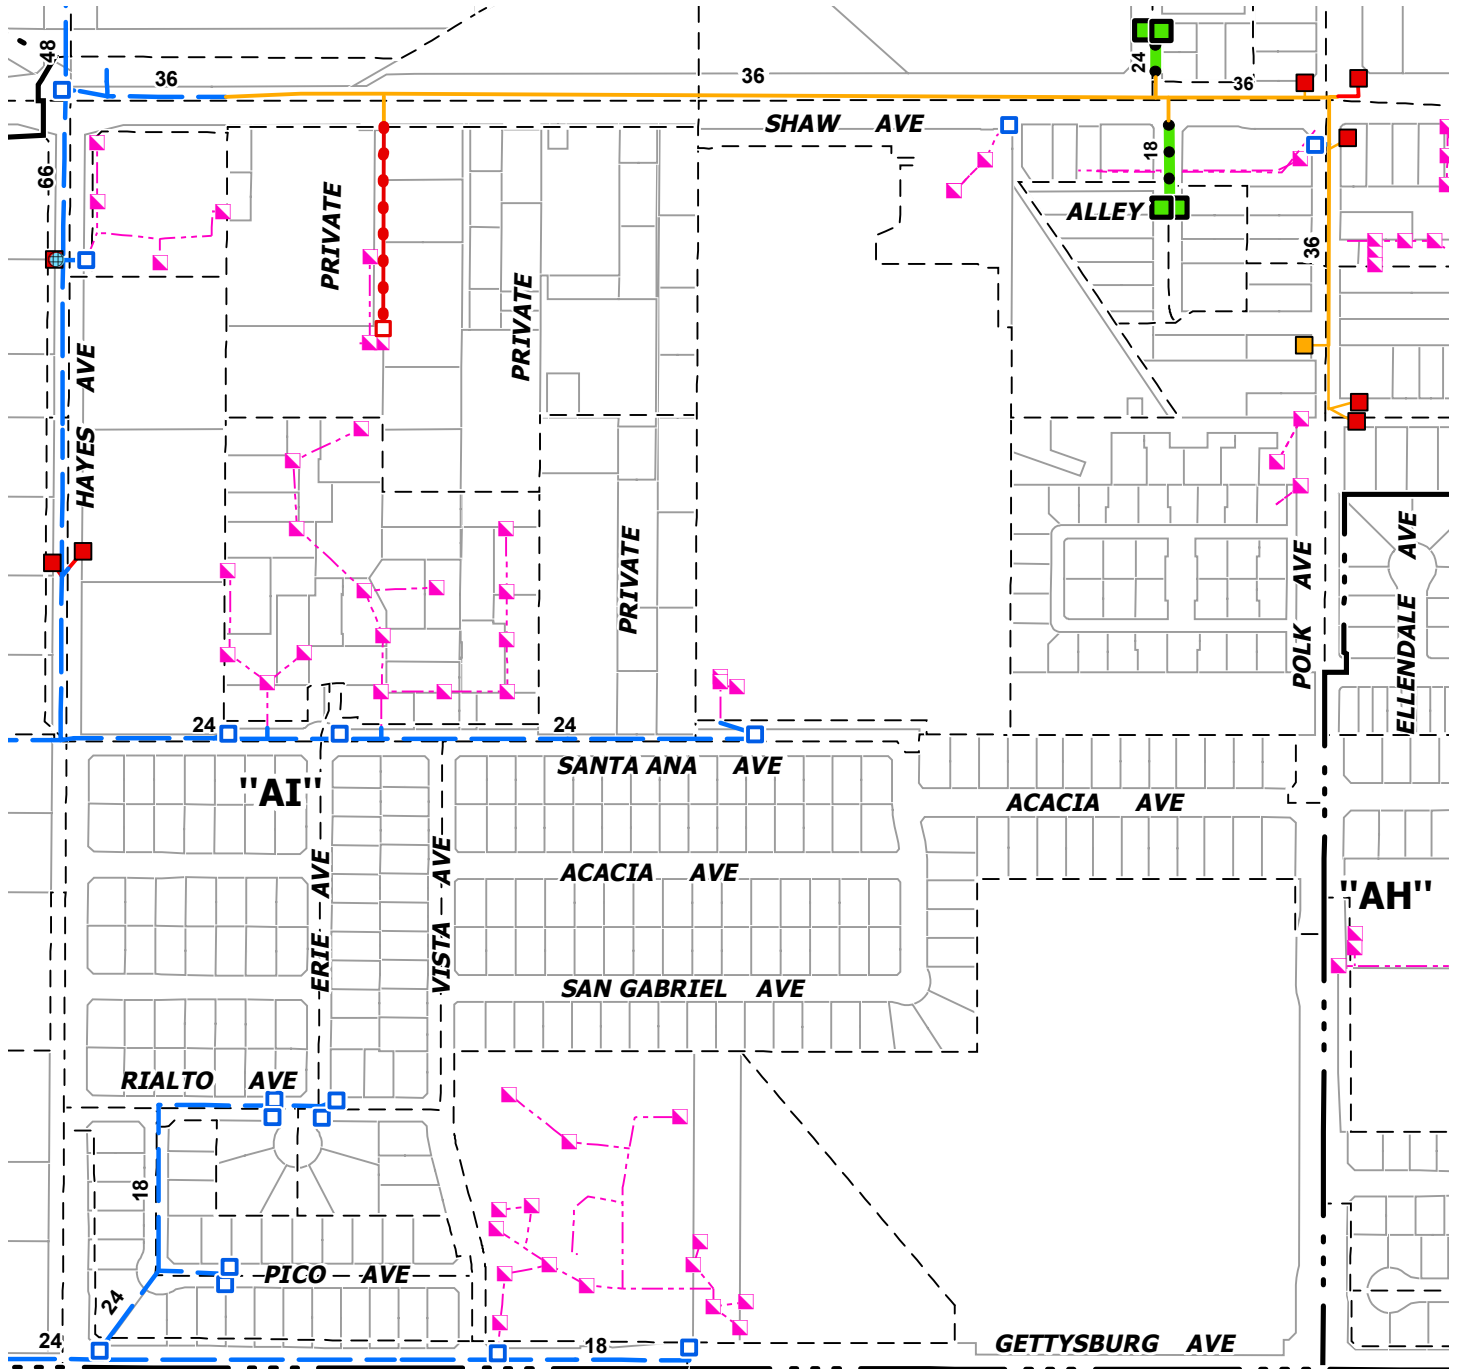 48
36
36
24
36
SHAW AVE
18
66
PRIVATE
ALLEY
36
PRIVATE
HAYES AVE
PRIVATE
POLK AVE
ELLENDALE AVE
24
24
SANTA ANA AVE
"AI"
ACACIA AVE
ERIE AVE
VISTA AVE
ACACIA AVE
"AH"
SAN GABRIEL AVE
RIALTO AVE
18
PICO AVE
24
24
18
GETTYSBURG AVE